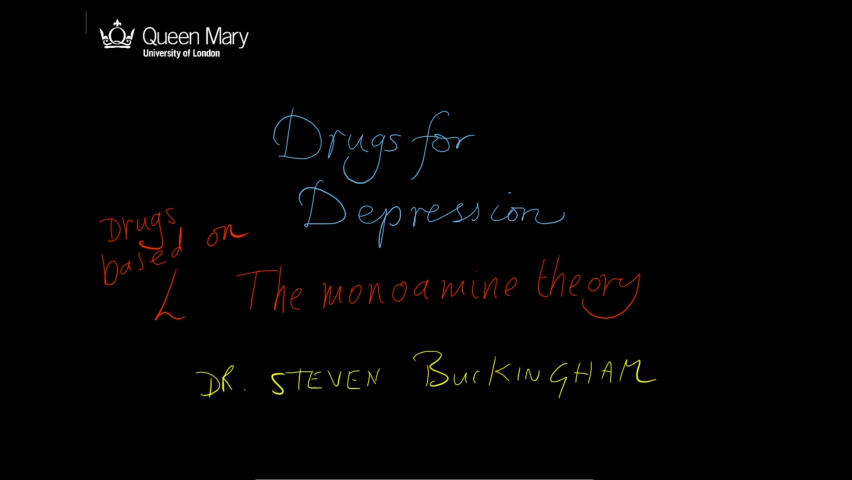 Queen Mary
University of London
Drugs for
Depression
Drugs
based on
The monoamine theory
DR. STEVEN BUCKINGHAM